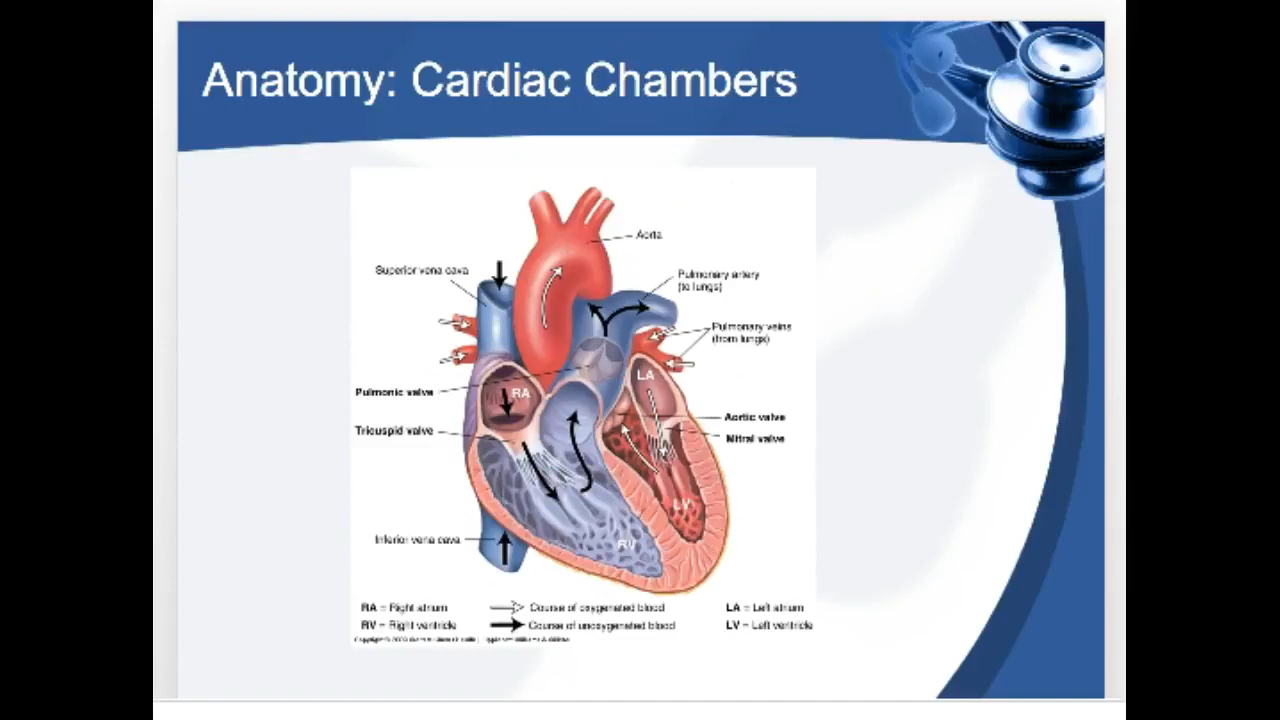 Anatomy: Cardiac Chambers
Aorta
Superior vena cava
Pulmonary artery
(to lungs)
Pulmonary veins
(from lungs)
LA
RA
Pulmonic valve
Aortic valve
Tricuspid valve
Mitral valve
LV
Inferior vena cava
RV
RA = Right atrium
Course of oxygenated blood
LA = Left atrium
RV = Right ventricle
Course of unoxygenated blood
LV = Left ventricle